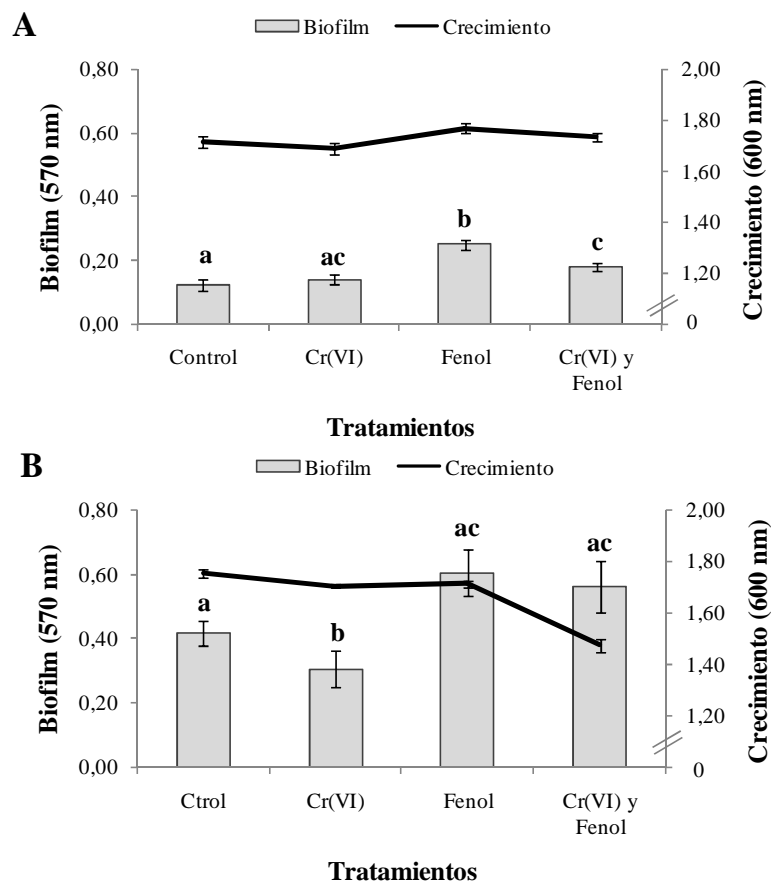 A
Biofilm Crecimiento
0,80 2,00
0,60 1,80
0,40 1,60
1,40
0,20 1,20
0,00 0
Biofilm (570 nm)
Crecimiento (600 nm)
a ac b c
Control Cr(VI) Fenol Cr(VI) y
Fenol
Tratamientos
B
Biofilm Crecimiento
0,80 2,00
0,60 1,80
0,40 1,60
1,40
0,20 1,20
0,00 0
Biofilm (570 nm)
Crecimiento (600 nm)
a b ac ac
Ctrol Cr(VI) Fenol Cr(VI) y
Fenol
Tratamientos